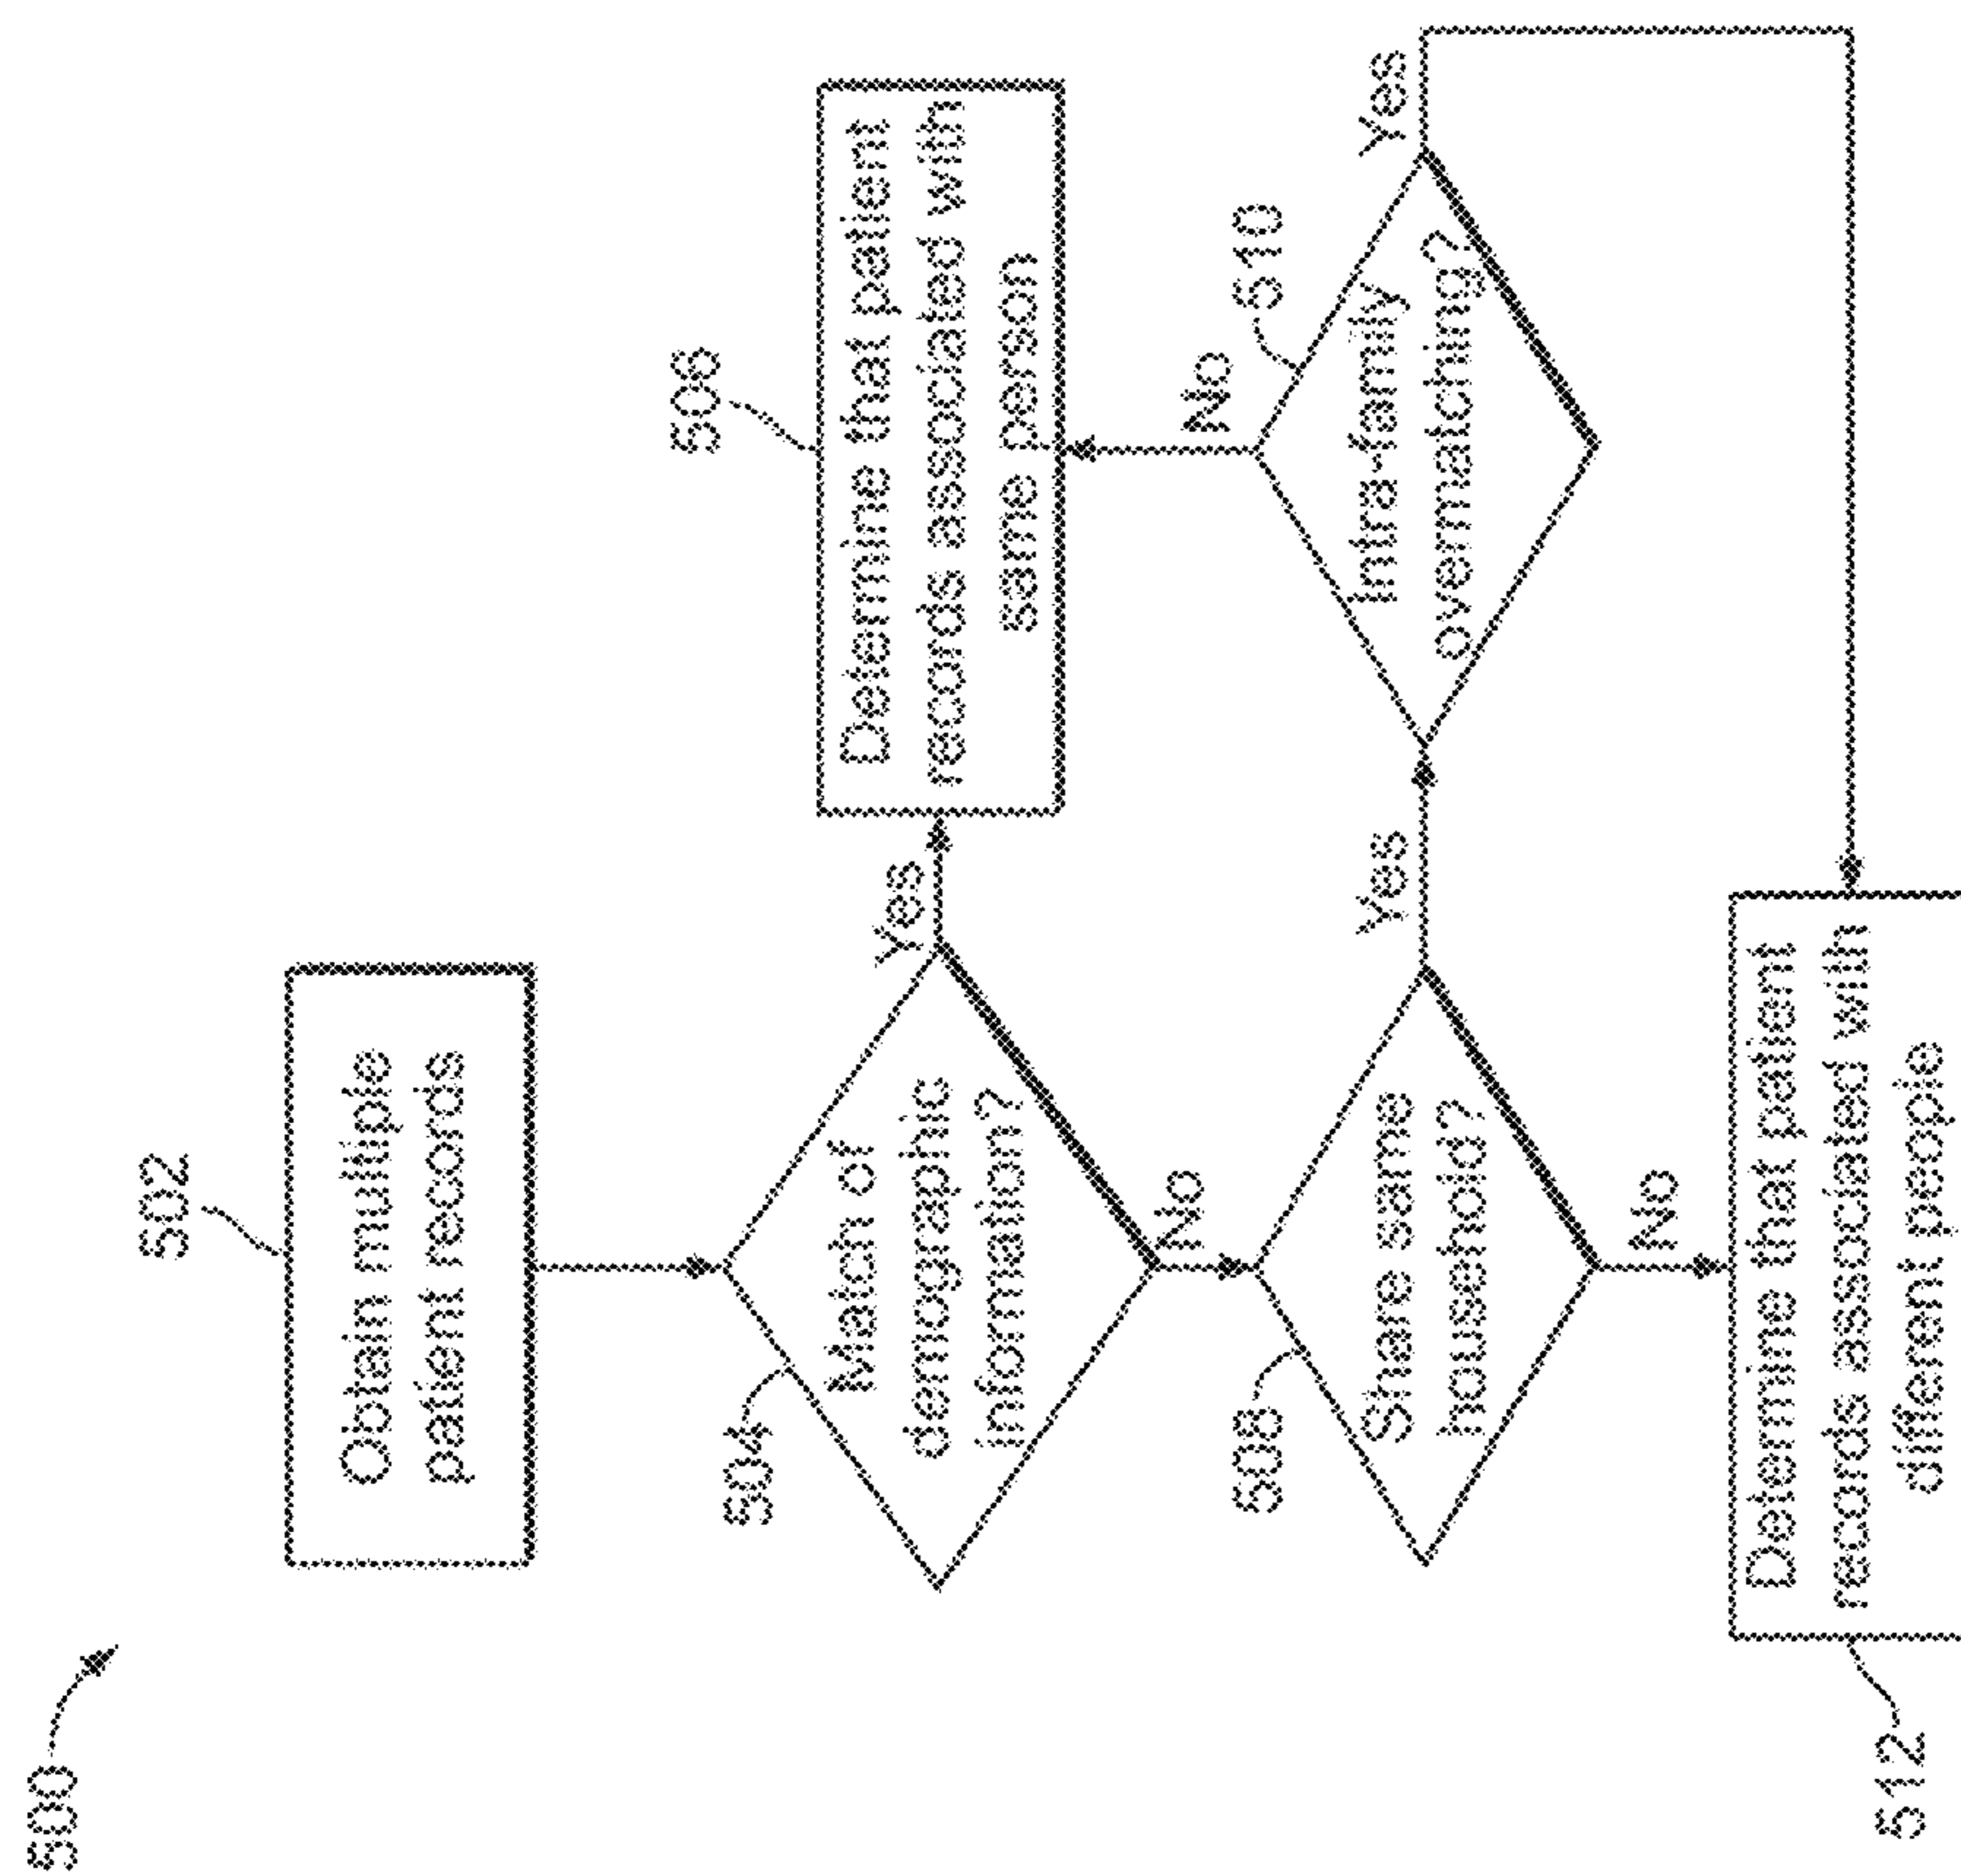 500
502
Obtain multiple
patient records
504
Match of
demographic
information?
Yes
506
Determine that patient
records associated with
same person
No
508
Share same
household?
Yes
510
Intra-family
overmatching?
No
Yes
No
512
Determine that patient
records associated with
different people